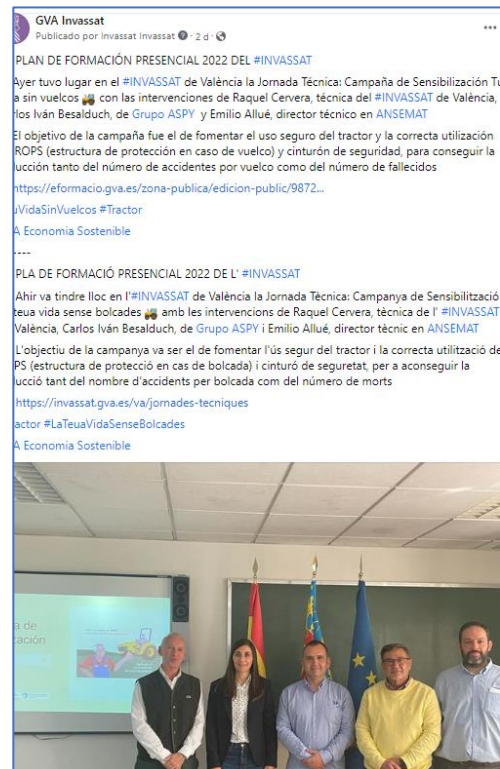 GVA Invassat
Publicado por Invassat Invassat · 2 d ·
PLAN DE FORMACIÓN PRESENCIAL 2022 DEL #INVASSAT
Ayer tuvo lugar en el #INVASSAT de València la Jornada Técnica: Campaña de Sensibilización Tu
a sin vuelcos 🚜 con las intervenciones de Raquel Cervera, técnica del #INVASSAT de València,
los Iván Besalduch, de Grupo ASPY y Emilio Allué, director técnico en ANSEMAT
El objetivo de la campaña fue el de fomentar el uso seguro del tractor y la correcta utilización
ROPS (estructura de protección en caso de vuelco) y cinturón de seguridad, para conseguir la
ducción tanto del número de accidentes por vuelco como del número de fallecidos
https://eformacio.gva.es/zona-publica/edicion-public/9872...
uVidaSinVuelcos #Tractor
A Economia Sostenible
----
PLA DE FORMACIÓ PRESENCIAL 2022 DE L' #INVASSAT
Ahir va tindre lloc en l'#INVASSAT de València la Jornada Tècnica: Campanya de Sensibilització
teua vida sense bolcades 🚜 amb les intervencions de Raquel Cervera, tècnica de l' #INVASSAT
València, Carlos Iván Besalduch, de Grupo ASPY i Emilio Allué, director tècnic en ANSEMAT
L'objectiu de la campanya va ser el de fomentar l'ús segur del tractor i la correcta utilització de
PS (estructura de protecció en cas de bolcada) i cinturó de seguretat, per a aconseguir la
ucció tant del nombre d'accidents per bolcada com del número de morts
https://invassat.gva.es/va/jornades-tecniques
actor #LaTeuaVidaSenseBolcades
A Economia Sostenible
a de
zación